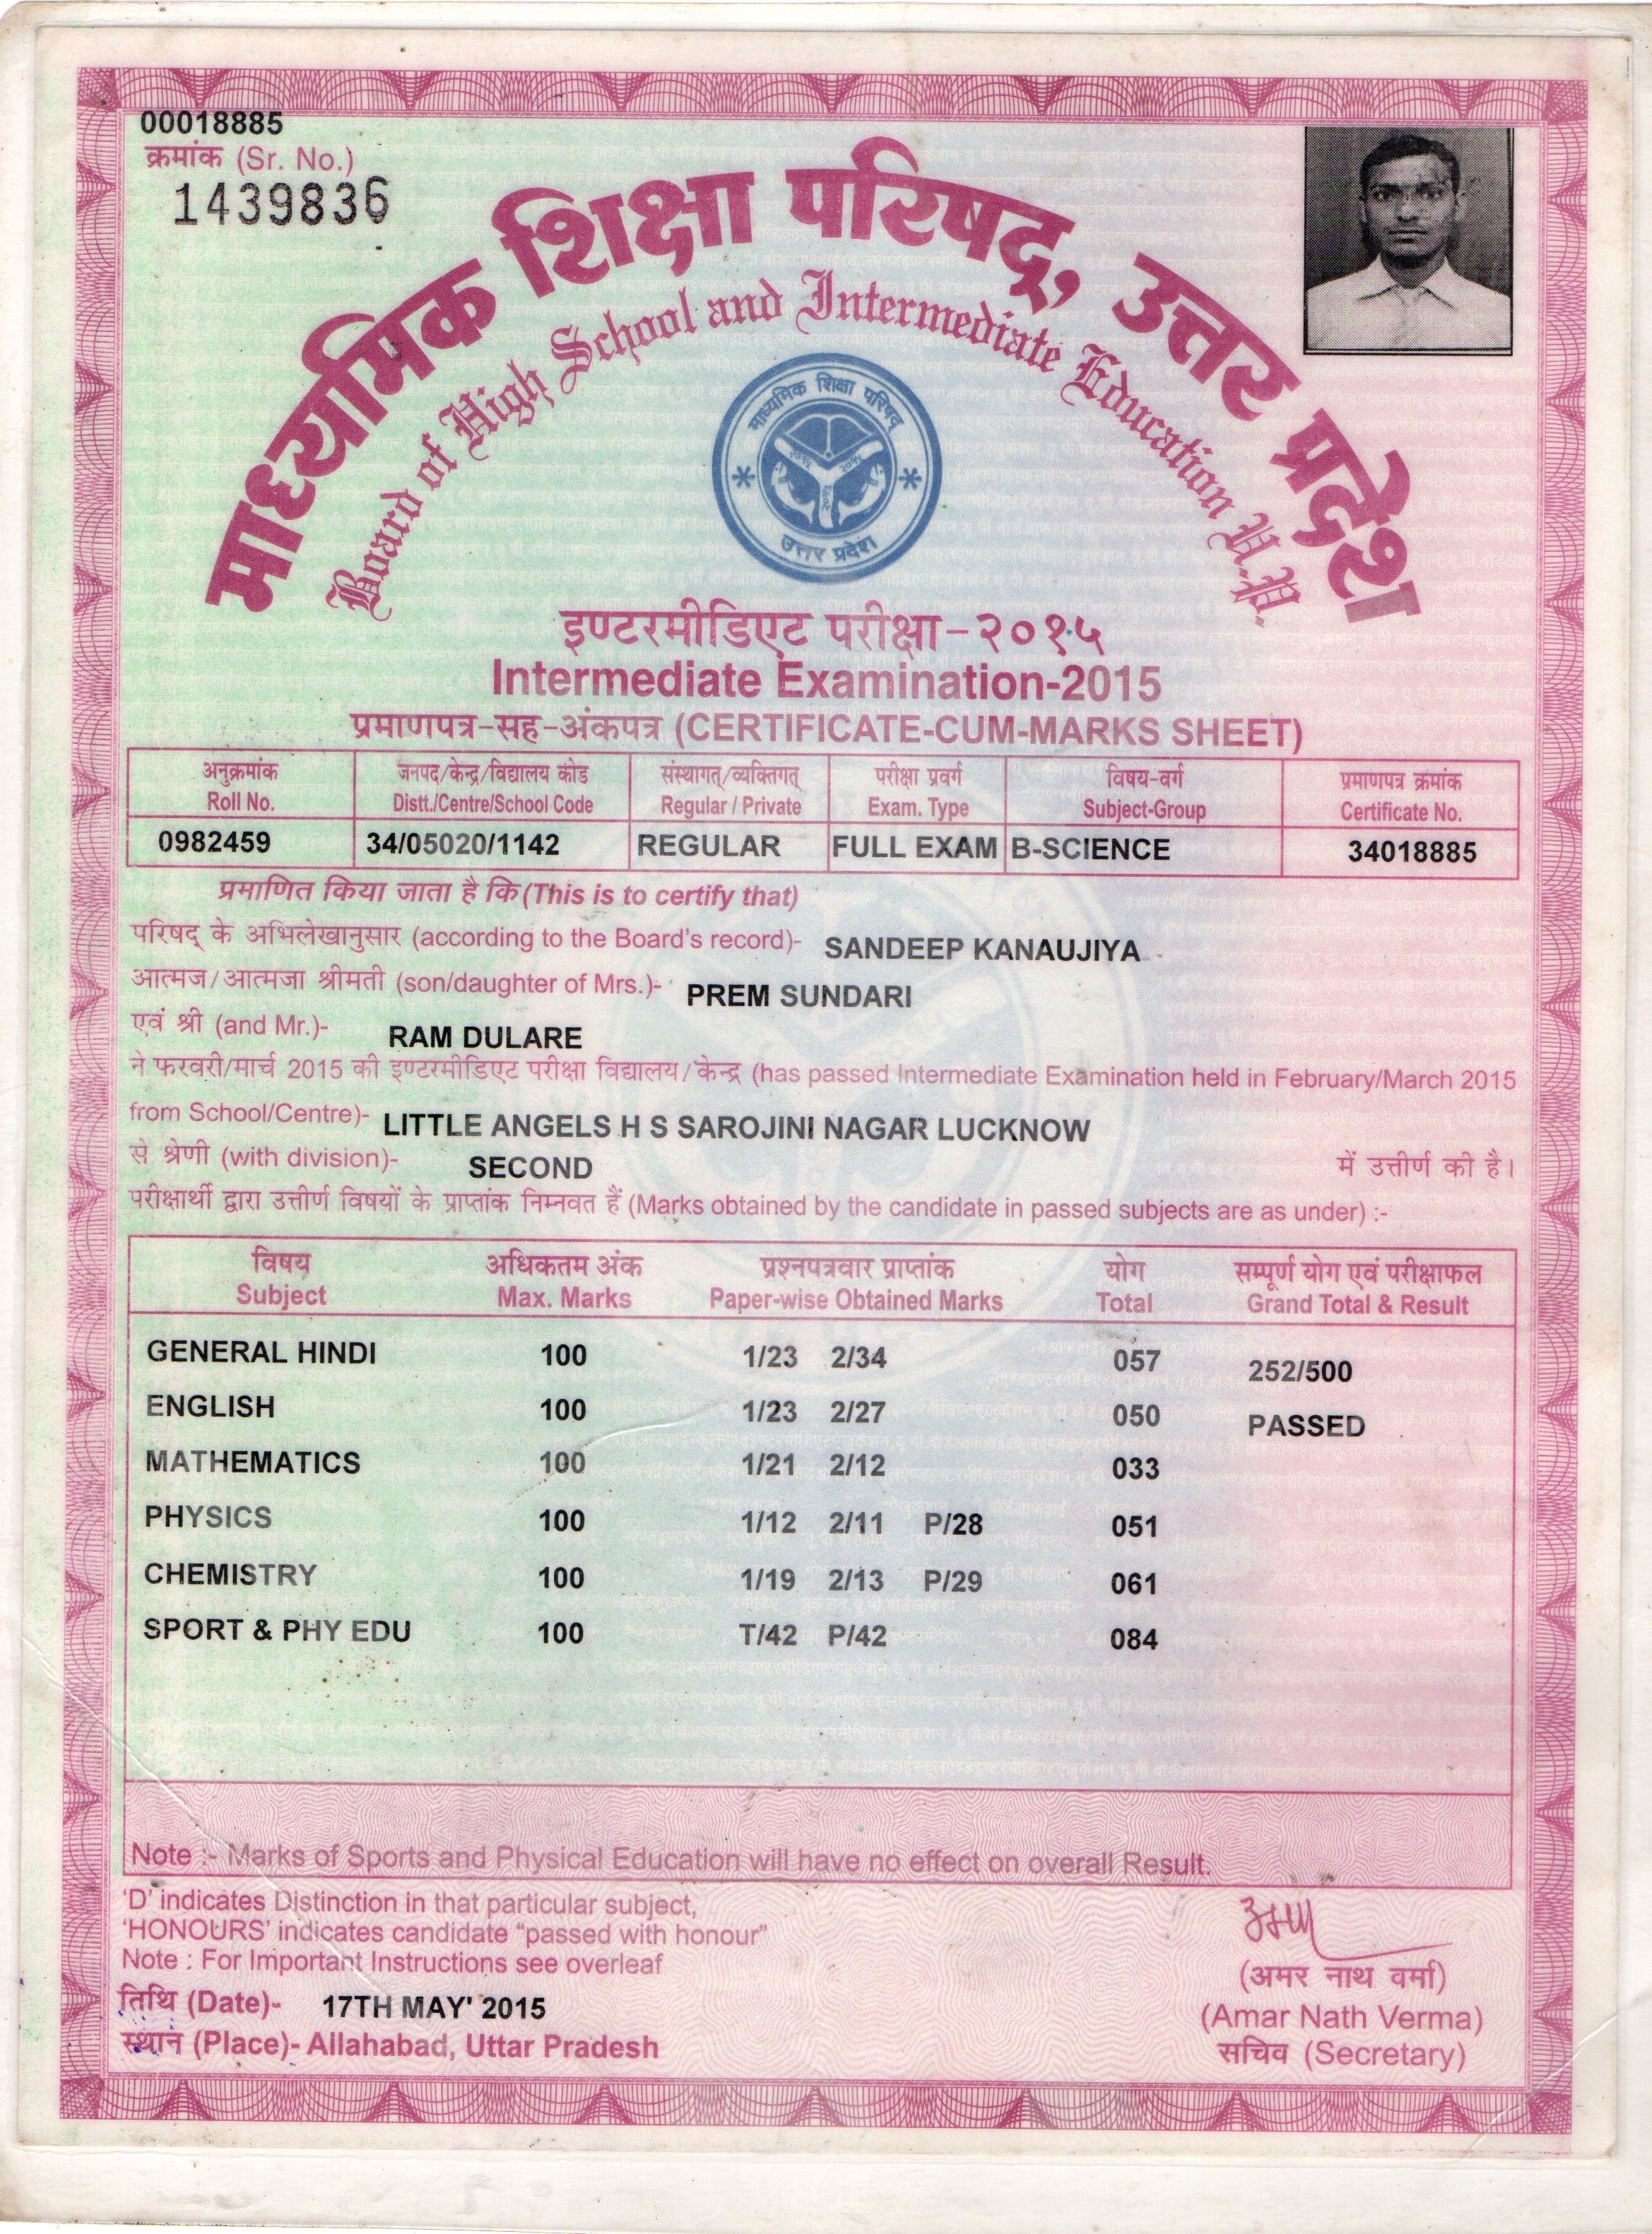 00018885
क्रमांक (Sr. No.)
1439836
माध्यमिक शिक्षा परिषद्, उत्तर प्रदेश
Board of High School and Intermediate Education U.P.
माध्यमिक शिक्षा परिषद्
उत्तर प्रदेश
इण्टरमीडिएट परीक्षा-२०१५
Intermediate Examination-2015
प्रमाणपत्र-सह-अंकपत्र (CERTIFICATE-CUM-MARKS SHEET)
अनुक्रमांक जनपद/केन्द्र/विद्यालय कोड संस्थागत्/व्यक्तिगत् परीक्षा प्रवर्ग विषय-वर्ग प्रमाणपत्र क्रमांक
Roll No. Distt./Centre/School Code Regular / Private Exam. Type Subject-Group Certificate No.
0982459 34/05020/1142 REGULAR FULL EXAM B-SCIENCE 34018885
प्रमाणित किया जाता है कि (This is to certify that)
परिषद् के अभिलेखानुसार (according to the Board's record)- SANDEEP KANAUJIYA
आत्मज/आत्मजा श्रीमती (son/daughter of Mrs.)- PREM SUNDARI
एवं श्री (and Mr.)- RAM DULARE
ने फरवरी/मार्च 2015 की इण्टरमीडिएट परीक्षा विद्यालय/केन्द्र (has passed Intermediate Examination held in February/March 2015
from School/Centre)- LITTLE ANGELS H S SAROJINI NAGAR LUCKNOW
से श्रेणी (with division)- SECOND में उत्तीर्ण की है।
परीक्षार्थी द्वारा उत्तीर्ण विषयों के प्राप्तांक निम्नवत हैं (Marks obtained by the candidate in passed subjects are as under) :-
विषय अधिकतम अंक प्रश्नपत्रवार प्राप्तांक योग सम्पूर्ण योग एवं परीक्षाफल
Subject Max. Marks Paper-wise Obtained Marks Total Grand Total & Result
GENERAL HINDI 100 1/23 2/34 057 252/500
ENGLISH 100 1/23 2/27 050 PASSED
MATHEMATICS 100 1/21 2/12 033
PHYSICS 100 1/12 2/11 P/28 051
CHEMISTRY 100 1/19 2/13 P/29 061
SPORT & PHY EDU 100 T/42 P/42 084
Note :- Marks of Sports and Physical Education will have no effect on overall Result.
'D' indicates Distinction in that particular subject,
'HONOURS' indicates candidate "passed with honour"
Note : For Important Instructions see overleaf
तिथि (Date)- 17TH MAY' 2015
स्थान (Place)- Allahabad, Uttar Pradesh
(अमर नाथ वर्मा)
(Amar Nath Verma)
सचिव (Secretary)